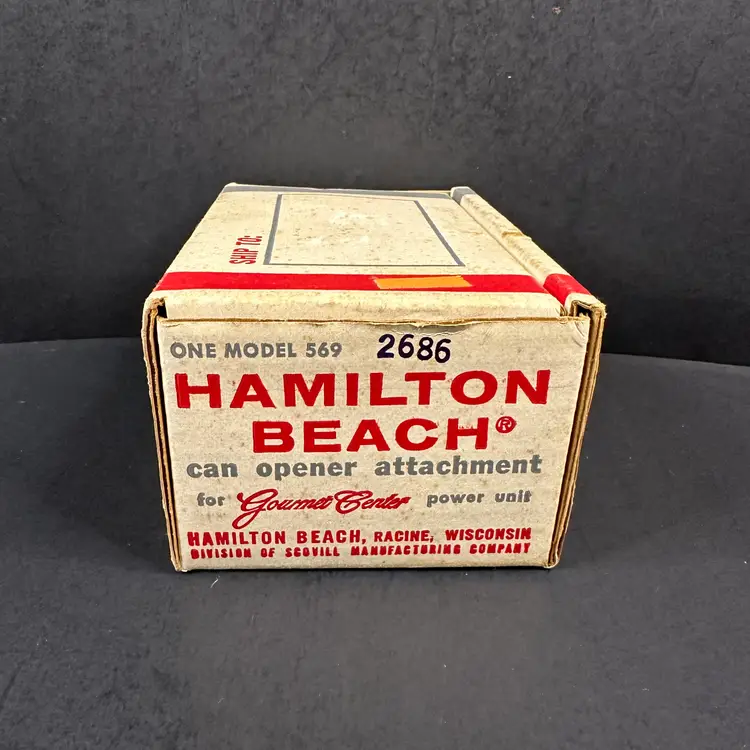 SHIP TO:
ONE MODEL 569 2686
HAMILTON
BEACH®
can opener attachment
for Gourmet Center power unit
HAMILTON BEACH, RACINE, WISCONSIN
DIVISION OF SCOVILL MANUFACTURING COMPANY